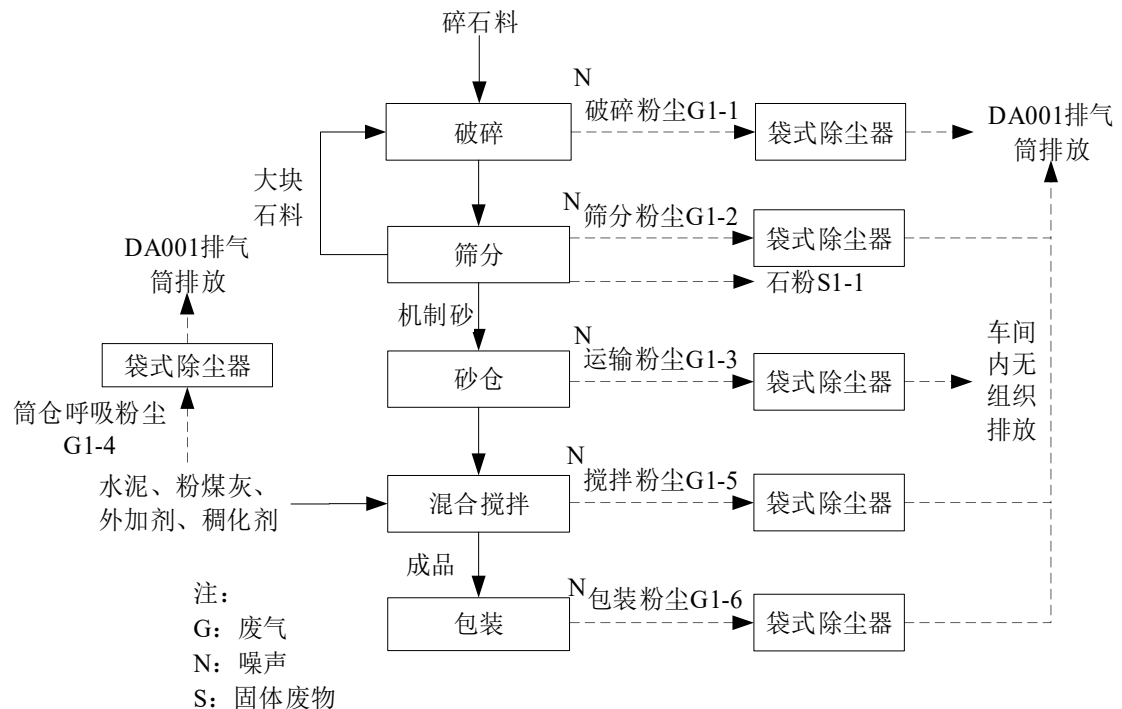 碎石料
N
破碎粉尘G1-1
破碎
袋式除尘器
DA001排气
筒排放
大块
石料
N
筛分粉尘G1-2
筛分
袋式除尘器
石粉S1-1
DA001排气
筒排放
机制砂
N
运输粉尘G1-3
砂仓
袋式除尘器
车间
内无
组织
排放
袋式除尘器
筒仓呼吸粉尘
G1-4
水泥、粉煤灰、
外加剂、稠化剂
N
搅拌粉尘G1-5
混合搅拌
袋式除尘器
成品
N
包装粉尘G1-6
包装
袋式除尘器
注：
G：废气
N：噪声
S：固体废物